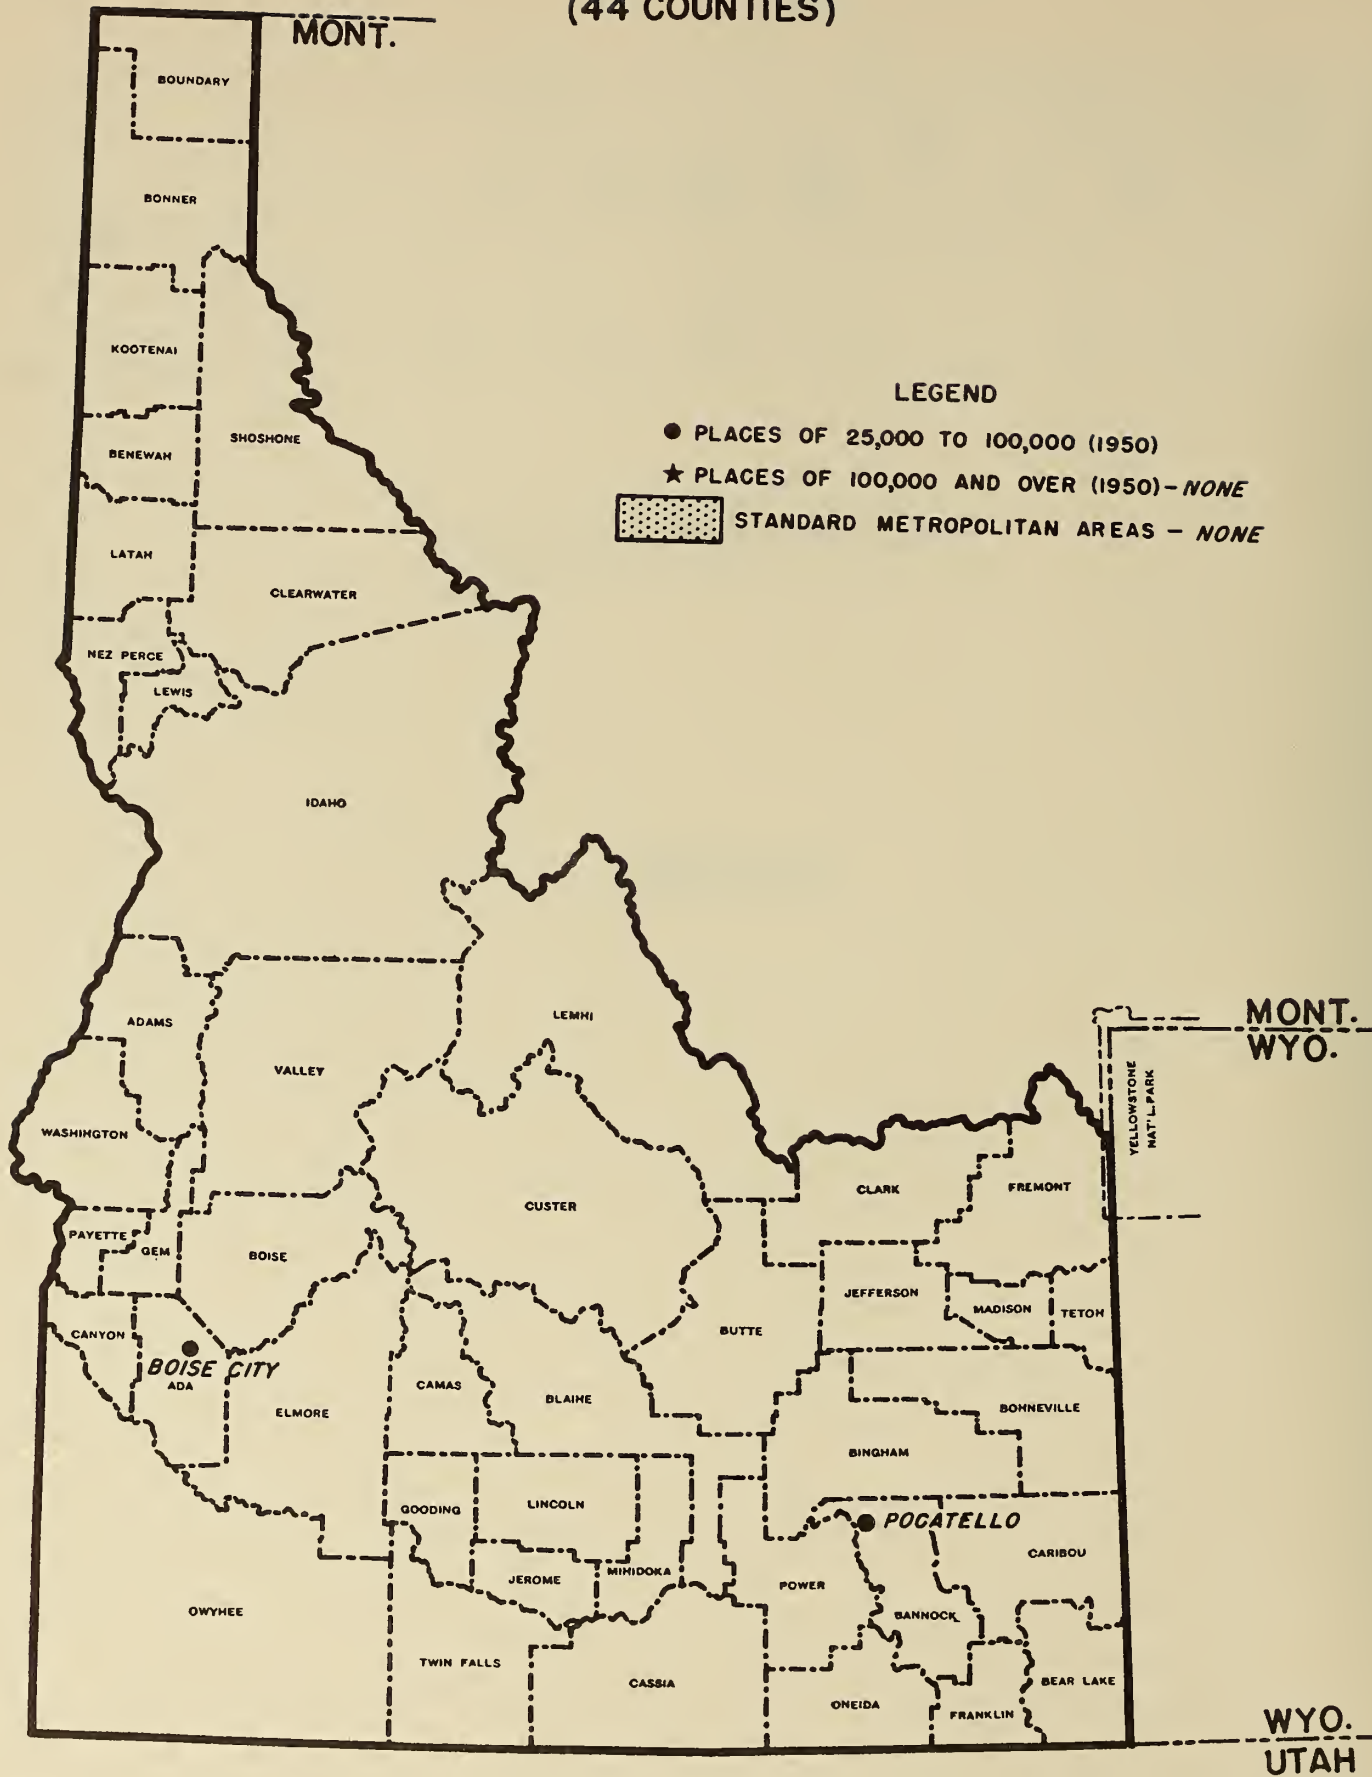 (44 COUNTIES)
MONT.
BOUNDARY
BONNER
KOOTENAI
LEGEND
● PLACES OF 25,000 TO 100,000 (1950)
★ PLACES OF 100,000 AND OVER (1950)-NONE
STANDARD METROPOLITAN AREAS - NONE
SHOSHONE
BENEWAH
LATAH
CLEARWATER
NEZ PERCE
LEWIS
IDAHO
ADAMS
LEMHI
MONT.
WYO.
VALLEY
YELLOWSTONE
NAT'L. PARK
WASHINGTON
CLARK
FREMONT
CUSTER
PAYETTE
GEM
BOISE
JEFFERSON
MADISON
TETOH
CANYON
BUTTE
BOISE CITY
ADA
CAMAS
BLAIHE
ELMORE
BOHNEVILLE
BINGHAM
GOODING
LINCOLN
POCATELLO
CARIBOU
JEROME
MIHIDOKA
POWER
OWYHEE
BANNOCK
TWIN FALLS
CASSIA
ONEIDA
FRANKLIN
BEAR LAKE
WYO.
UTAH